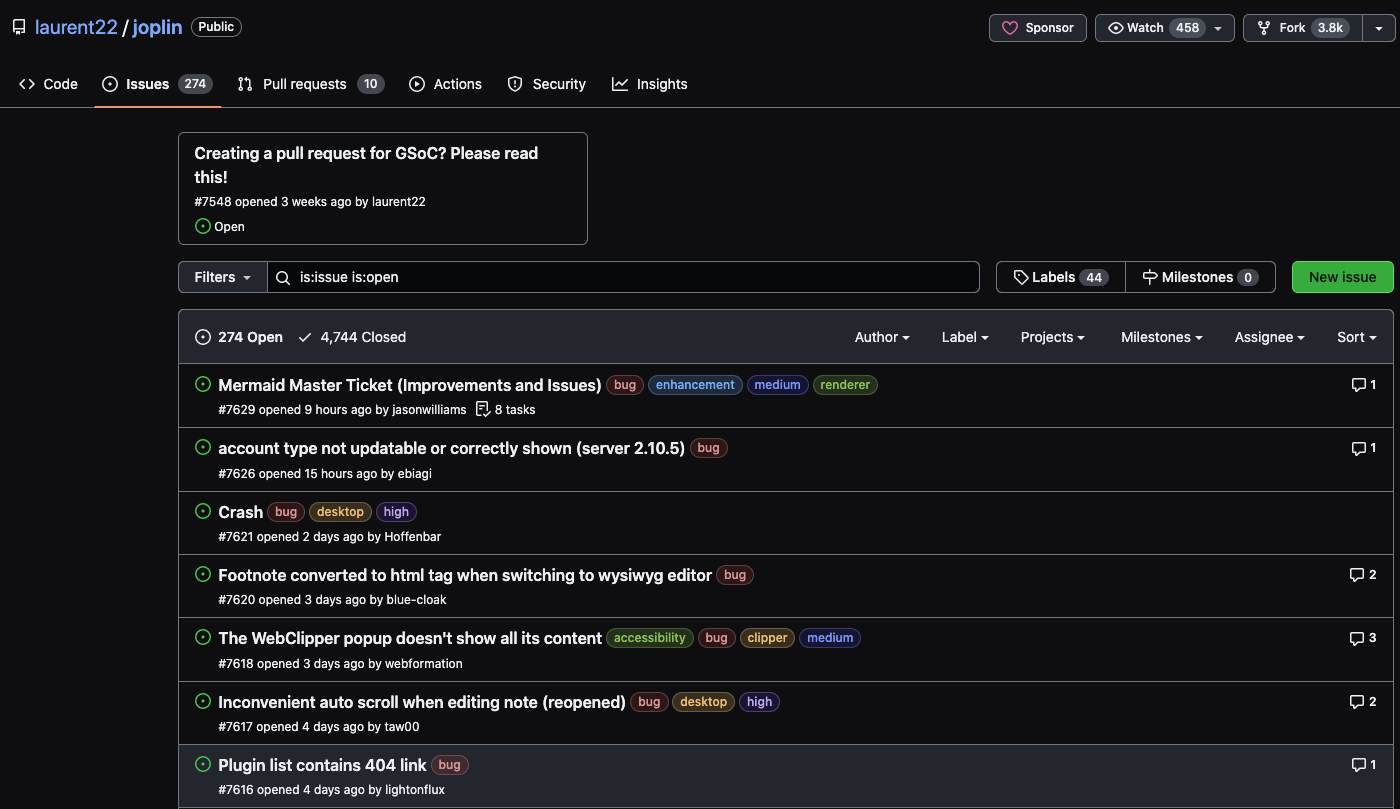 laurent22 / joplin Public Sponsor Watch 458 Fork 3.8k
Code Issues 274 Pull requests 10 Actions Security Insights
Creating a pull request for GSoC? Please read
this!
#7548 opened 3 weeks ago by laurent22
Open
Filters is:issue is:open Labels 44 Milestones 0 New issue
274 Open 4,744 Closed Author Label Projects Milestones Assignee Sort
Mermaid Master Ticket (Improvements and Issues) bug enhancement medium renderer 1
#7629 opened 9 hours ago by jasonwilliams 8 tasks
account type not updatable or correctly shown (server 2.10.5) bug 1
#7626 opened 15 hours ago by ebiagi
Crash bug desktop high
#7621 opened 2 days ago by Hoffenbar
Footnote converted to html tag when switching to wysiwyg editor bug 2
#7620 opened 3 days ago by blue-cloak
The WebClipper popup doesn't show all its content accessibility bug clipper medium 3
#7618 opened 3 days ago by webformation
Inconvenient auto scroll when editing note (reopened) bug desktop high 2
#7617 opened 4 days ago by taw00
Plugin list contains 404 link bug 1
#7616 opened 4 days ago by lightonflux